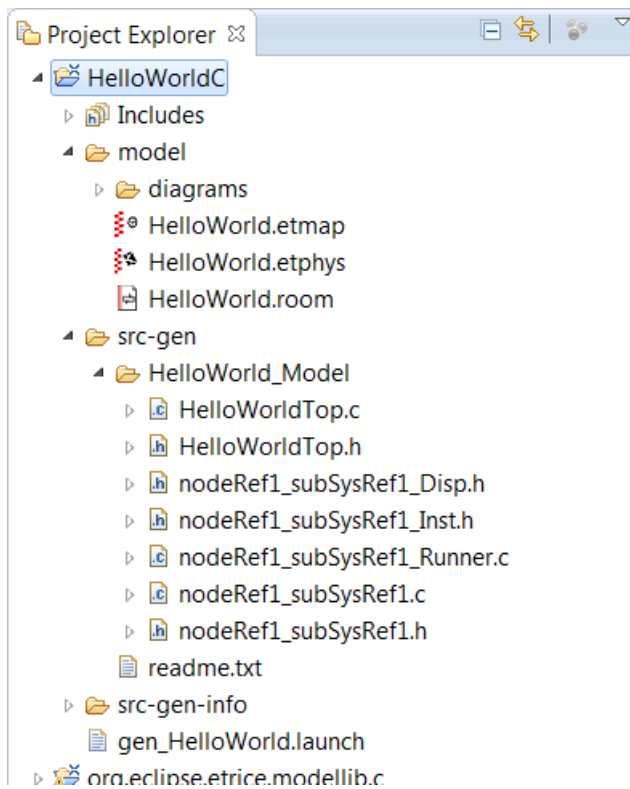 Project Explorer
HelloWorldC
Includes
model
diagrams
HelloWorld.etmap
HelloWorld.etphys
HelloWorld.room
src-gen
HelloWorld_Model
HelloWorldTop.c
HelloWorldTop.h
nodeRef1_subSysRef1_Disp.h
nodeRef1_subSysRef1_Inst.h
nodeRef1_subSysRef1_Runner.c
nodeRef1_subSysRef1.c
nodeRef1_subSysRef1.h
readme.txt
src-gen-info
gen_HelloWorld.launch
org.eclipse.etrice.modellib.c